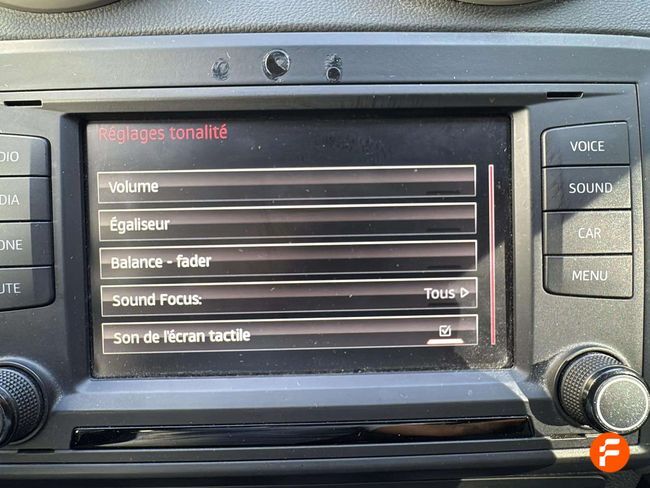 Réglages tonalité
Volume
Égaliseur
Balance - fader
Sound Focus: Tous
Son de l'écran tactile
VOICE
SOUND
CAR
MENU